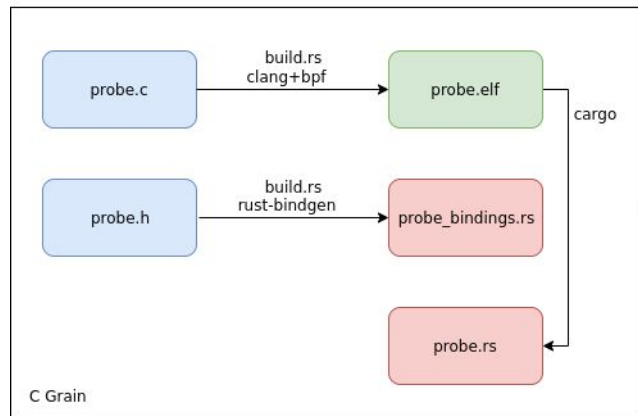 build.rs
clang+bpf
probe.c
probe.elf
cargo
build.rs
rust-bindgen
probe.h
probe_bindings.rs
probe.rs
C Grain